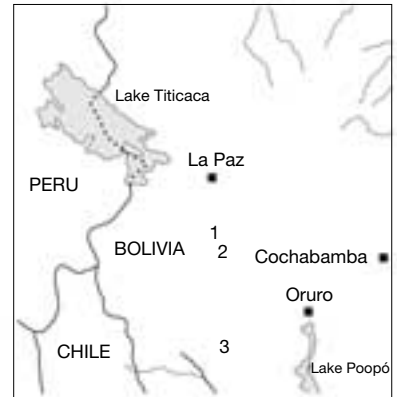 Lake Titicaca
La Paz
PERU
1
BOLIVIA
2
Cochabamba
Oruro
3
CHILE
Lake Poopó